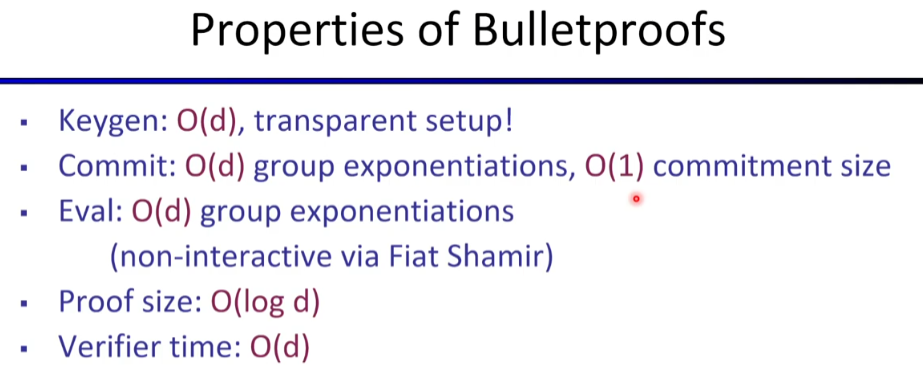 Properties of Bulletproofs
▪ Keygen: O(d), transparent setup!
▪ Commit: O(d) group exponentiations, O(1) commitment size
▪ Eval: O(d) group exponentiations
(non-interactive via Fiat Shamir)
▪ Proof size: O(log d)
▪ Verifier time: O(d)